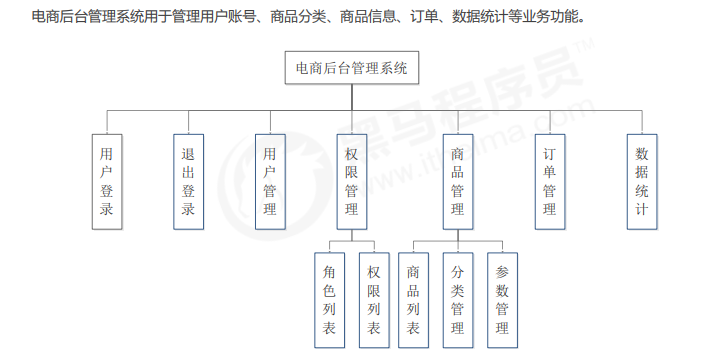 电商后台管理系统用于管理用户账号、商品分类、商品信息、订单、数据统计等业务功能。
电商后台管理系统
用户登录
退出登录
用户管理
权限管理
商品管理
订单管理
数据统计
角色列表
权限列表
商品列表
分类管理
参数管理
黑马程序员™
www.itheima.com